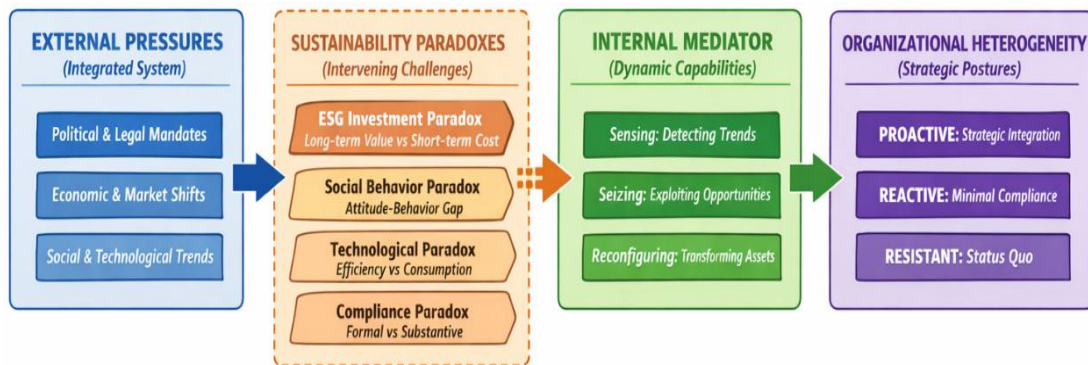 EXTERNAL PRESSURES
(Integrated System)
Political & Legal Mandates
Economic & Market Shifts
Social & Technological Trends
SUSTAINABILITY PARADOXES
(Intervening Challenges)
ESG Investment Paradox
Long-term Value vs Short-term Cost
Social Behavior Paradox
Attitude-Behavior Gap
Technological Paradox
Efficiency vs Consumption
Compliance Paradox
Formal vs Substantive
INTERNAL MEDIATOR
(Dynamic Capabilities)
Sensing: Detecting Trends
Seizing: Exploiting Opportunities
Reconfiguring: Transforming Assets
ORGANIZATIONAL HETEROGENEITY
(Strategic Postures)
PROACTIVE: Strategic Integration
REACTIVE: Minimal Compliance
RESISTANT: Status Quo